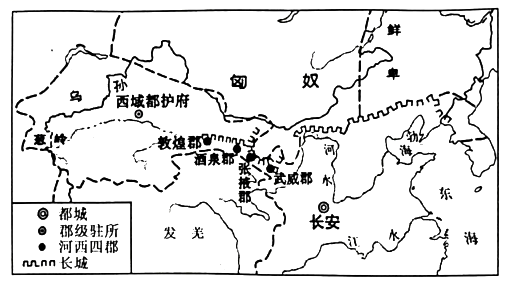 匈奴
鲜卑
乌孙
西域都护府
葱岭
敦煌郡
酒泉郡
张掖郡
武威郡
河水
渤海
长安
东海
发羌
江水
都城
郡级驻所
河西四郡
长城